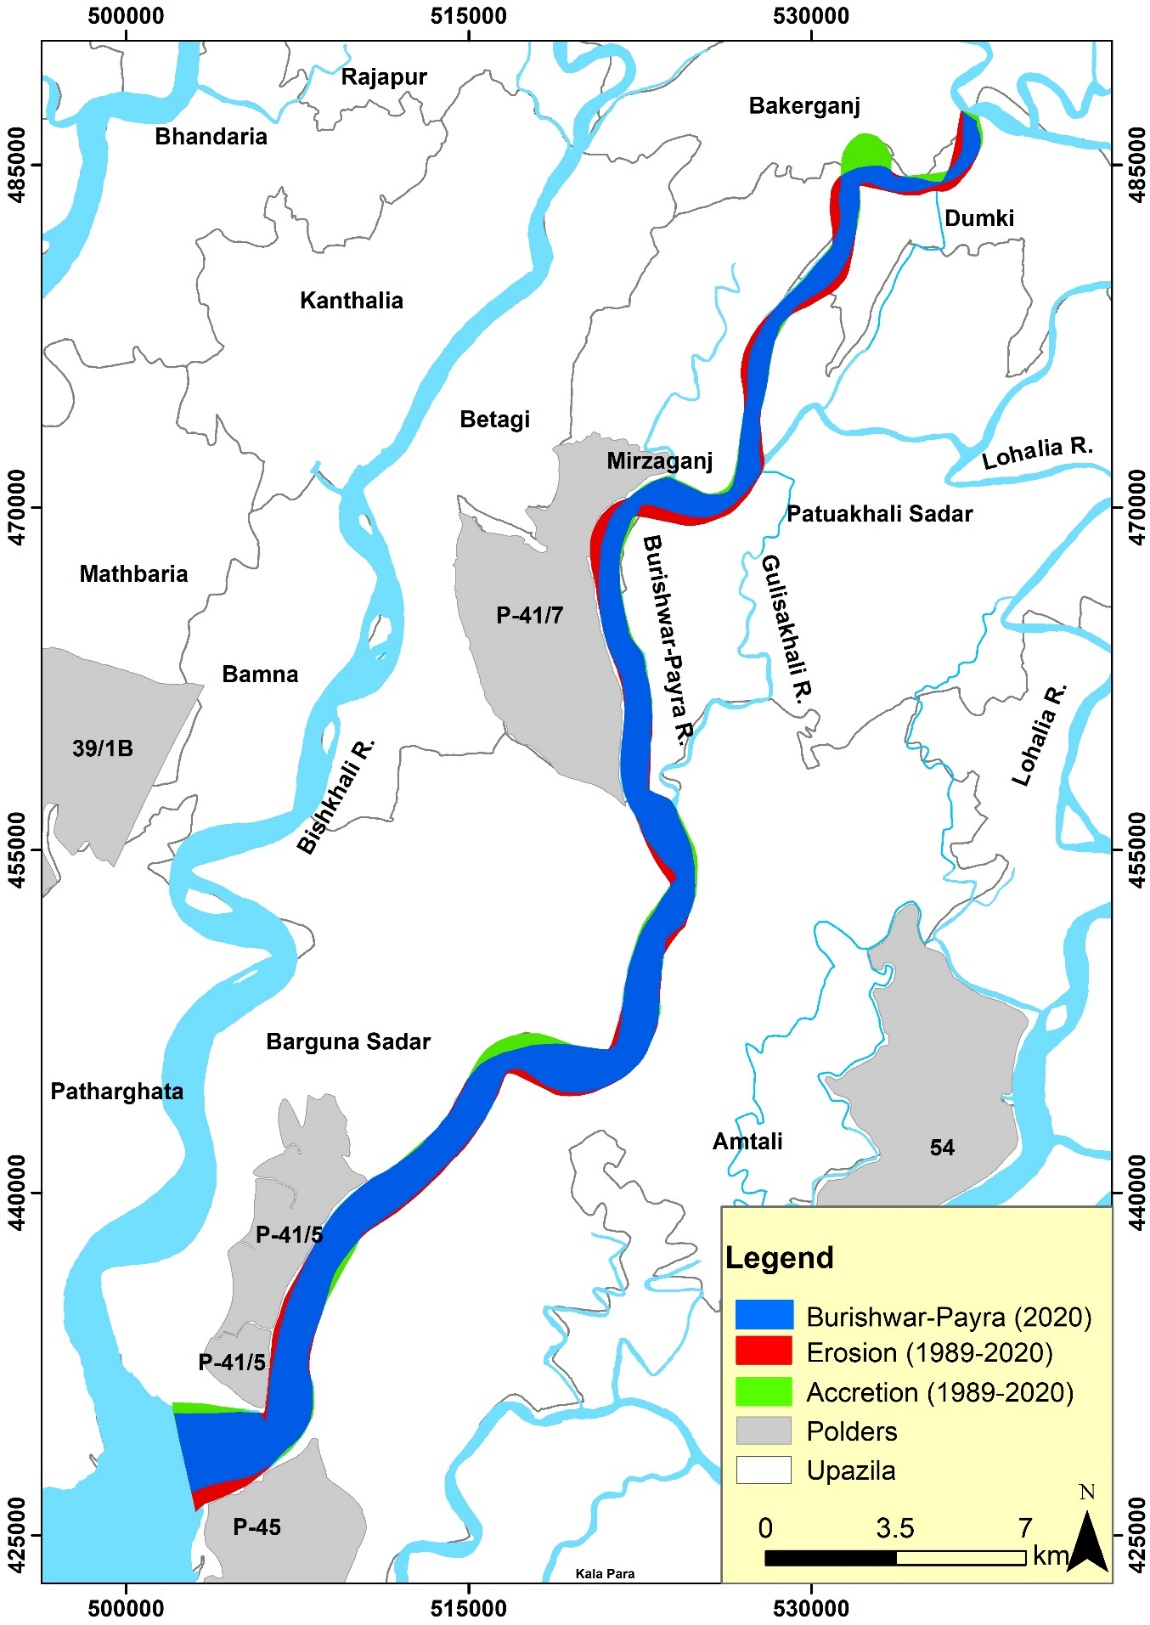 500000
515000
530000
Rajapur
Bakerganj
Bhandaria
485000
485000
Dumki
Kanthalia
Betagi
Lohalia R.
Mirzaganj
470000
470000
Patuakhali Sadar
Mathbaria
P-41/7
Burishwar-Payra R.
Gulisakhali R.
Bamna
39/1B
Lohalia R.
Bishkhali R.
455000
455000
Barguna Sadar
Patharghata
Amtali
54
440000
440000
P-41/5
P-41/5
P-45
Kala Para
425000
425000
Legend
Burishwar-Payra (2020)
Erosion (1989-2020)
Accretion (1989-2020)
Polders
Upazila
N
0 3.5 7
km
500000
515000
530000